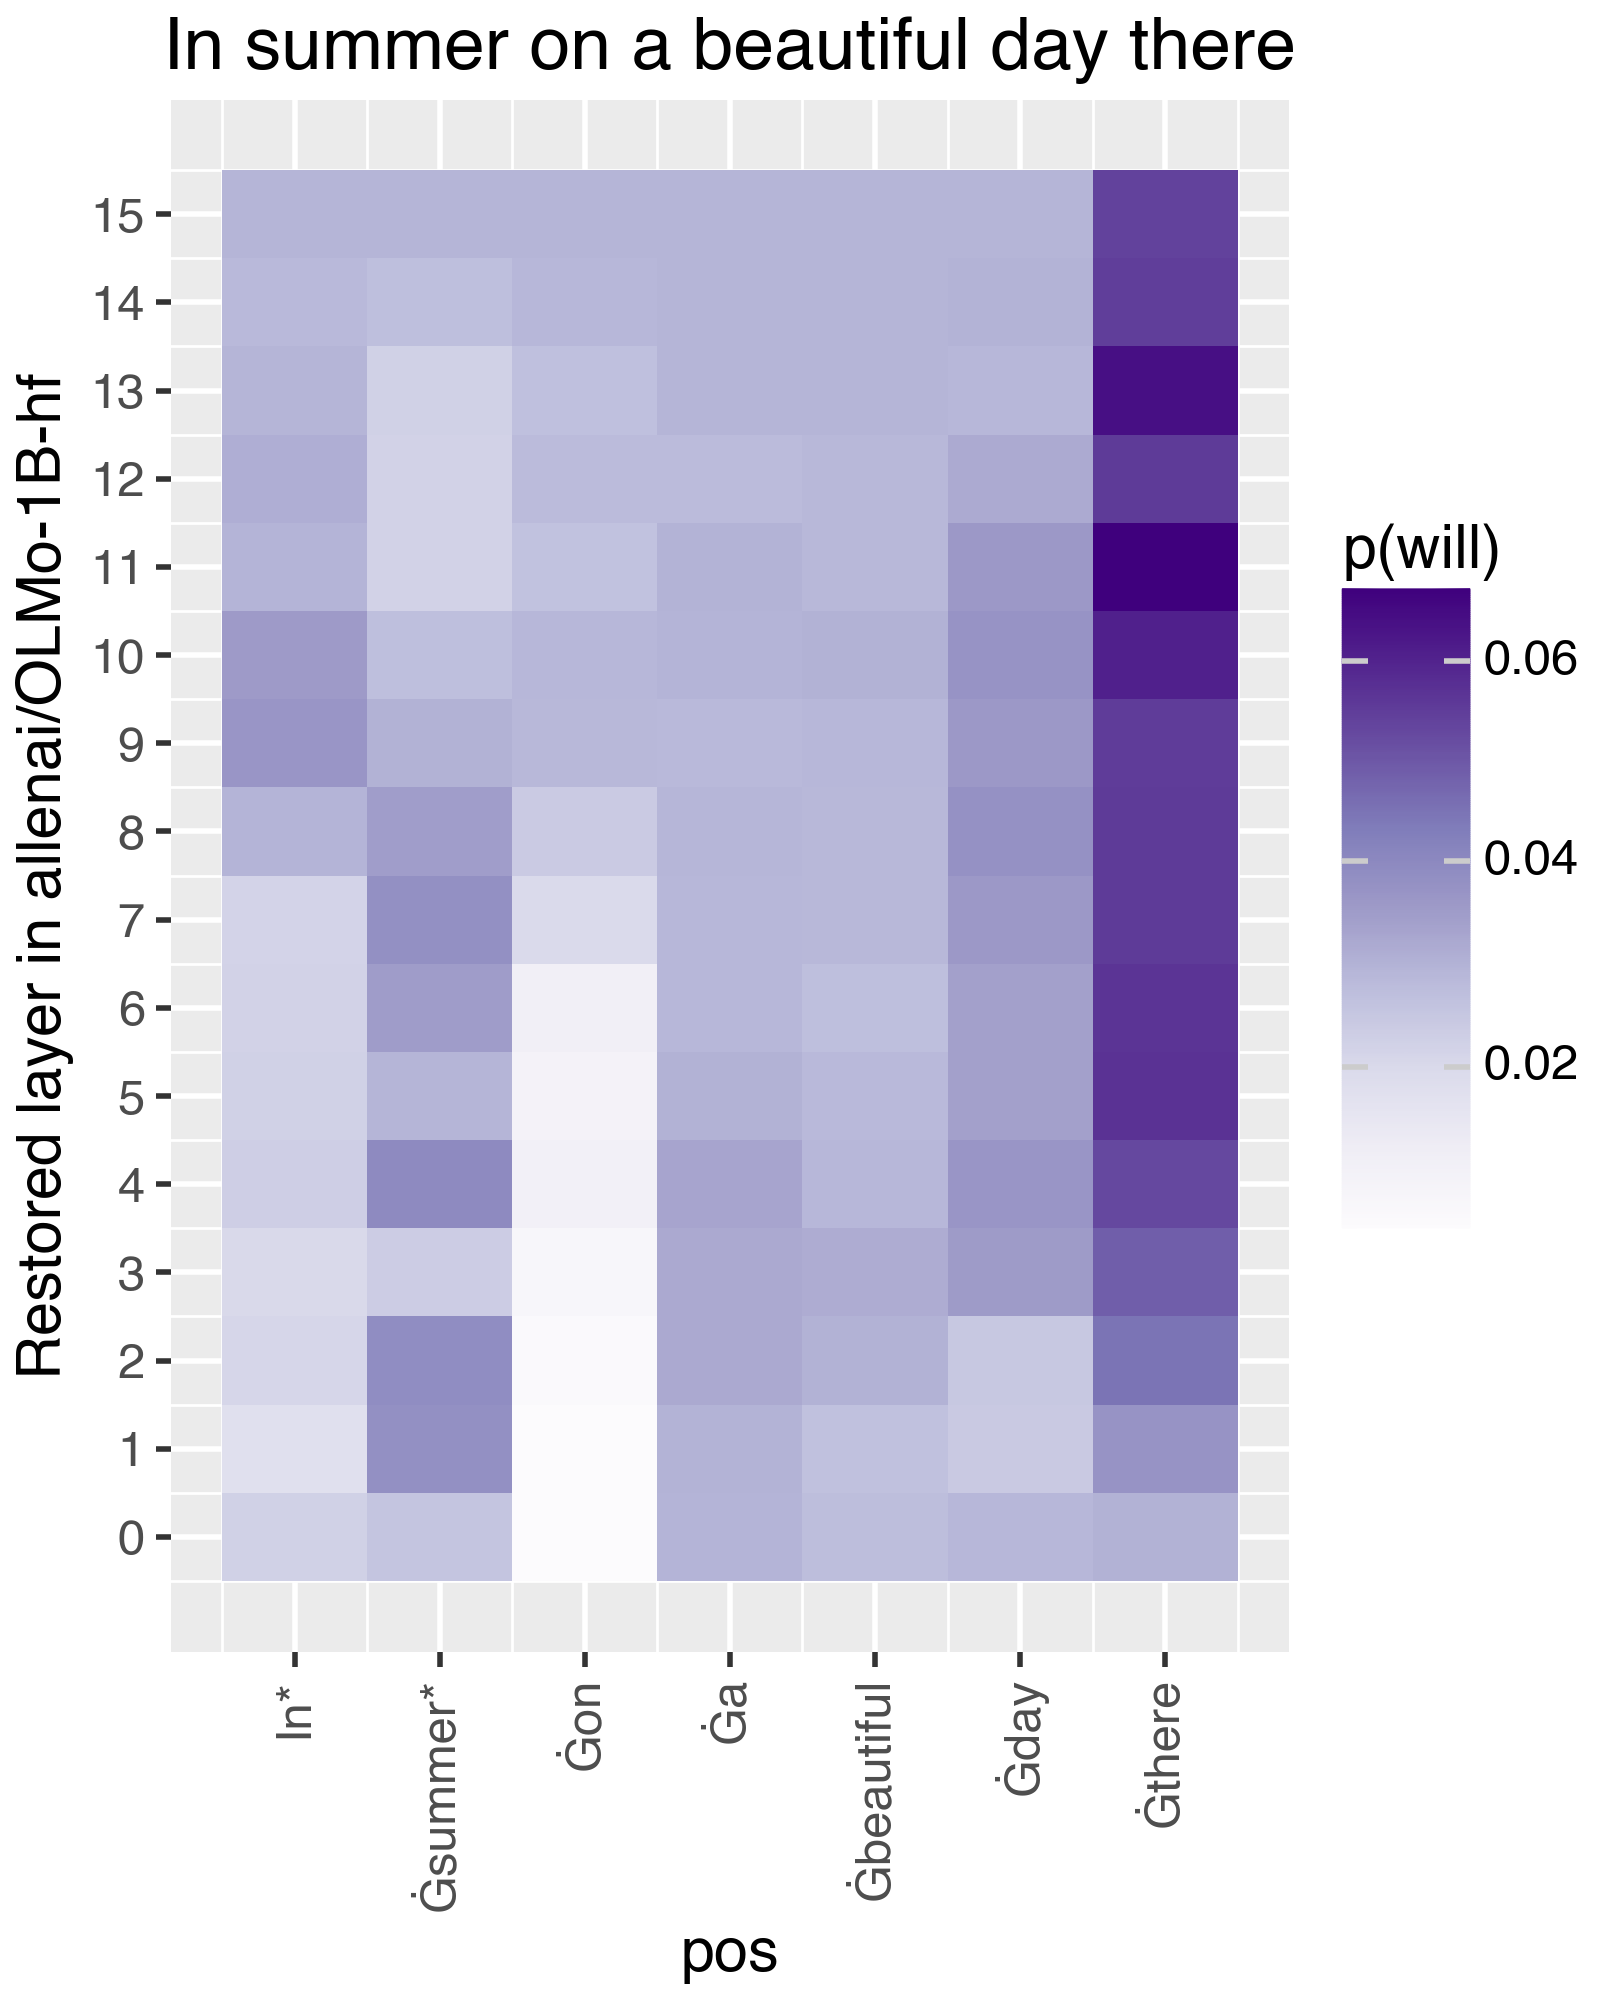 In summer on a beautiful day there
Restored layer in allenai/OLMo-1B-hf
15
14
13
12
11
10
9
8
7
6
5
4
3
2
1
0
In*
Ġsummer*
Ġon
Ġa
Ġbeautiful
Ġday
Ġthere
pos
p(will)
0.06
0.04
0.02